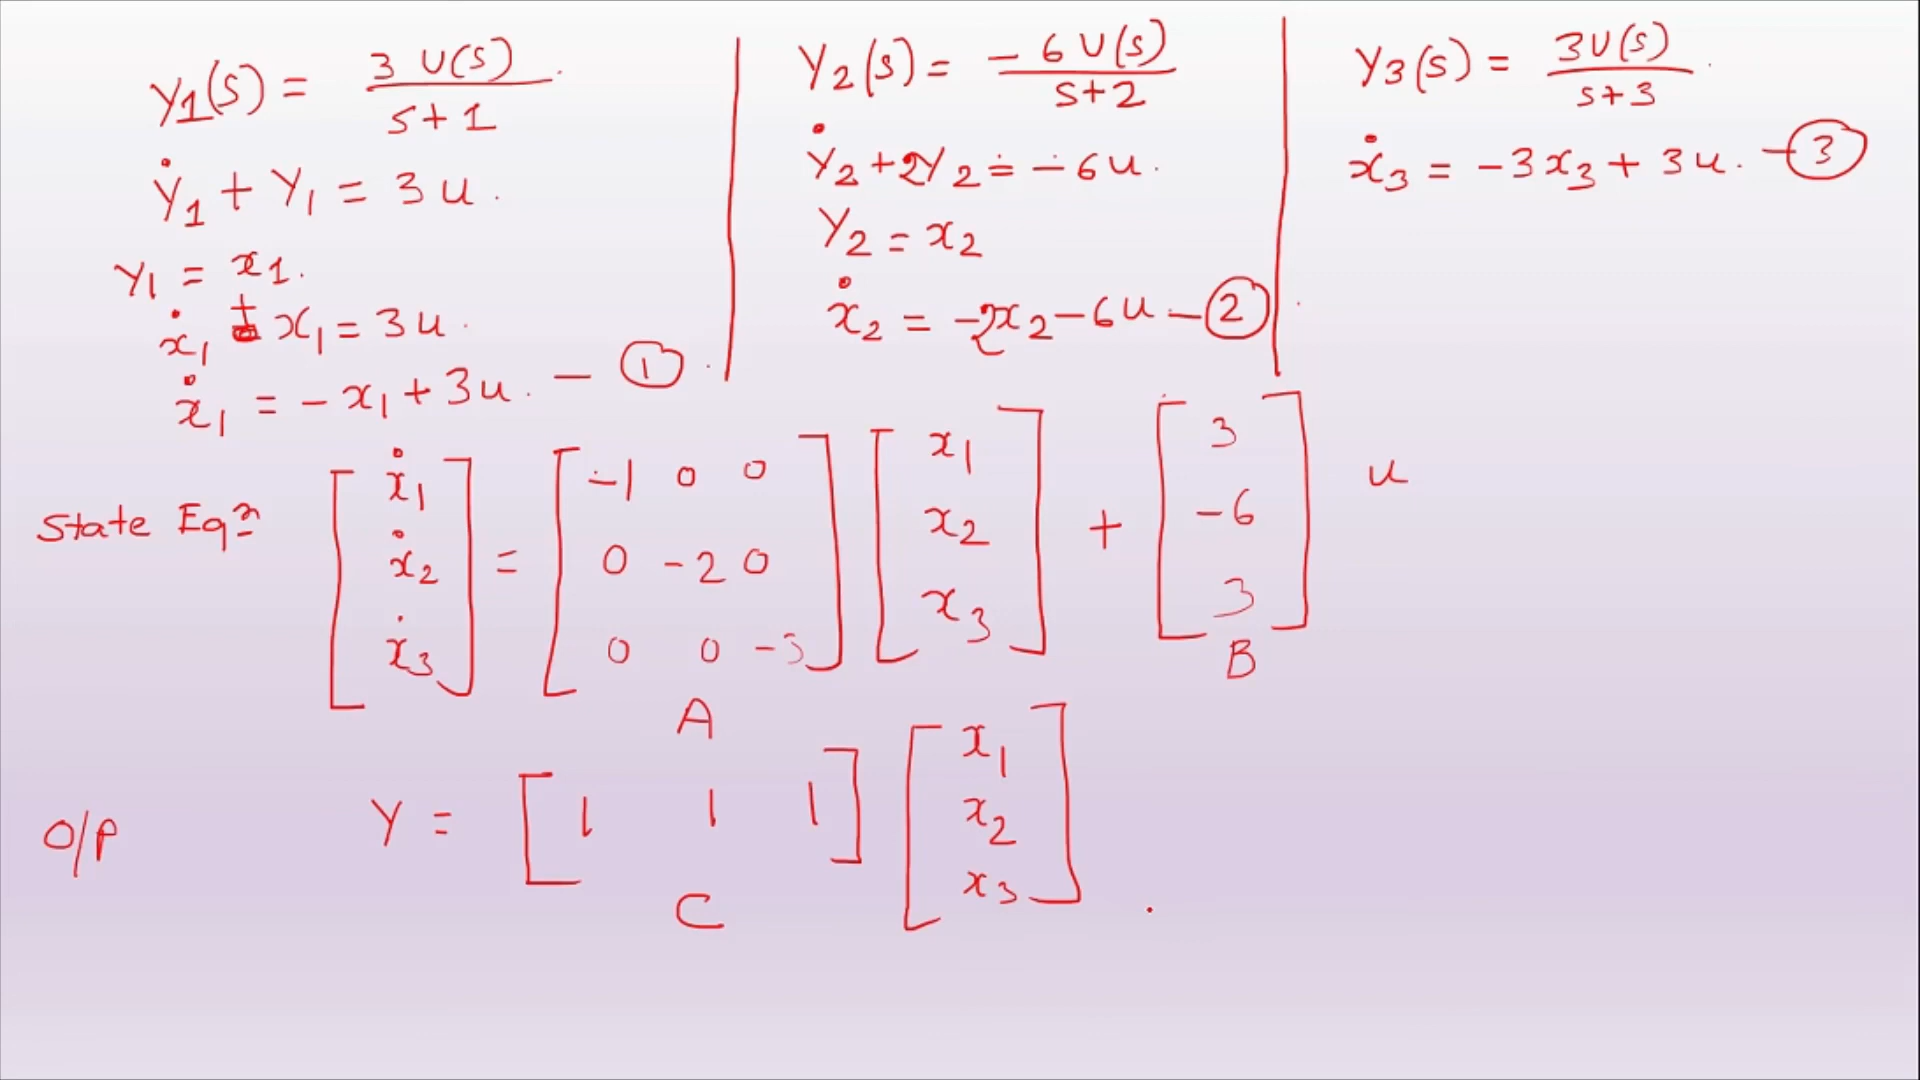 Y1(s) = 3 U(s) / s+1
Ẏ1 + Y1 = 3u.
Y1 = x1.
ẋ1 + x1 = 3u.
ẋ1 = -x1 + 3u. - ①
Y2(s) = -6 U(s) / s+2
Ẏ2 + 2Y2 = -6u.
Y2 = x2
ẋ2 = -2x2 - 6u - ②
Y3(s) = 3U(s) / s+3
ẋ3 = -3x3 + 3u. - ③
State Eqn [ẋ1 ẋ2 ẋ3] = [-1 0 0 0 -2 0 0 0 -3] [x1 x2 x3] + [3 -6 3] u
A
B
O/P Y = [1 1 1] [x1 x2 x3]
C